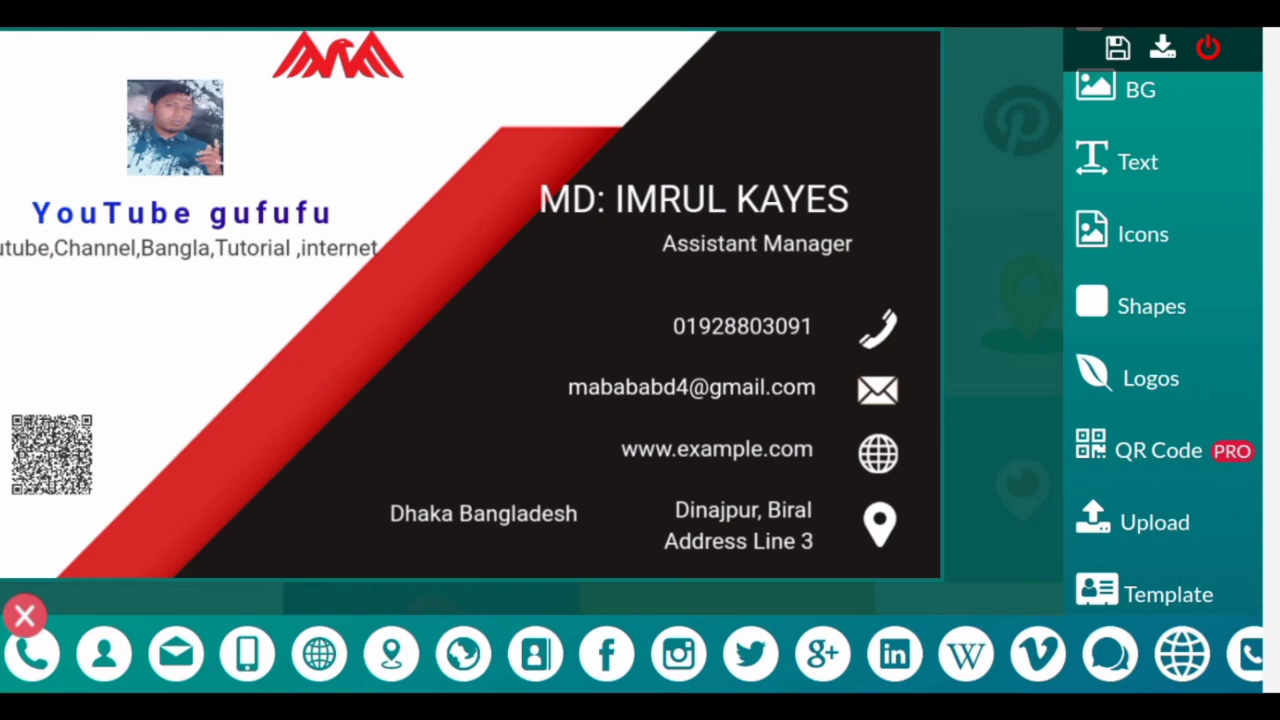 YouTube gufufu
utube,Channel,Bangla,Tutorial ,internet
MD: IMRUL KAYES
Assistant Manager
01928803091
mabababd4@gmail.com
www.example.com
Dhaka Bangladesh
Dinajpur, Biral
Address Line 3
BG
Text
Icons
Shapes
Logos
QR Code PRO
Upload
Template